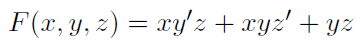 F(x, y, z) = xy′z + xyz′ + yz